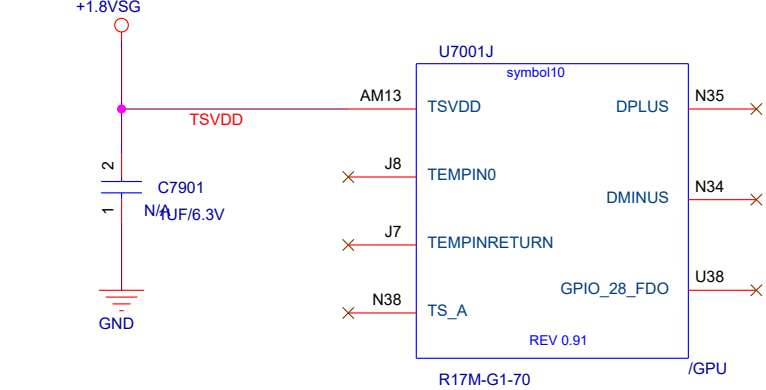 +1.8VSG
U7001J
symbol10
AM13
TSVDD
DPLUS
N35
TSVDD
2
J8
TEMPIN0
C7901
N34
DMINUS
1
N/A
1UF/6.3V
J7
TEMPINRETURN
U38
GPIO_28_FDO
N38
TS_A
GND
REV 0.91
/GPU
R17M-G1-70